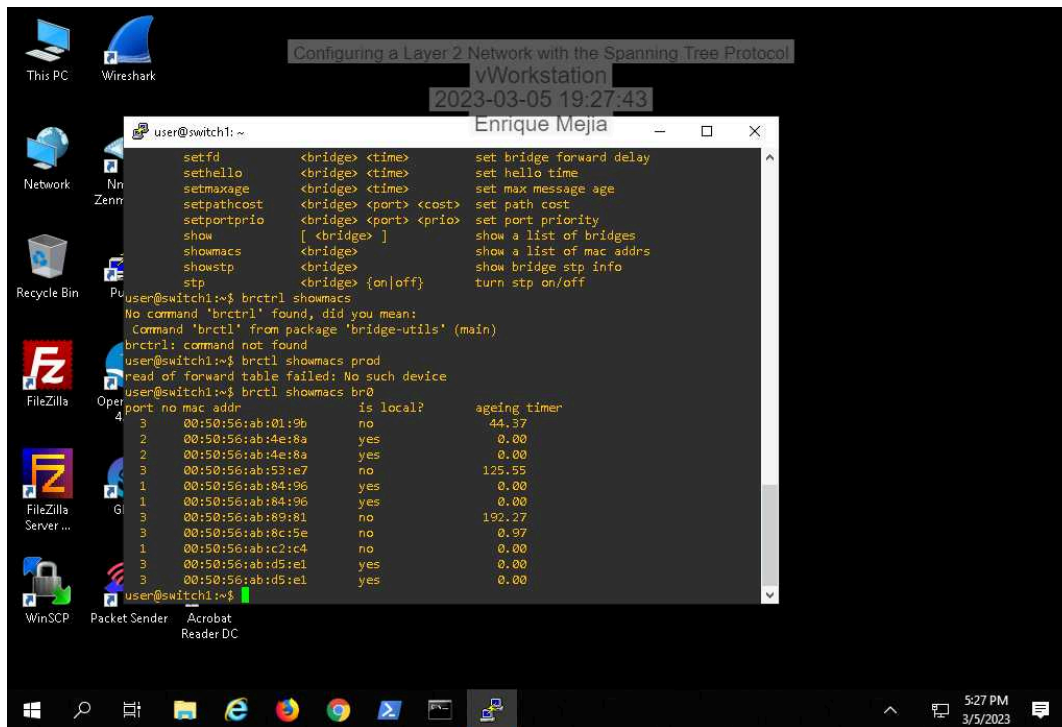 Configuring a Layer 2 Network with the Spanning Tree Protocol
vWorkstation
2023-03-05 19:27:43
Enrique Mejia
This PC
Wireshark
Network
Nn
Zenm
Recycle Bin
Pu
FileZilla
Oper
4.
FileZilla
Server ...
Gl
WinSCP
Packet Sender
Acrobat
Reader DC
user@switch1: ~
setfd <bridge> <time> set bridge forward delay
sethello <bridge> <time> set hello time
setmaxage <bridge> <time> set max message age
setpathcost <bridge> <port> <cost> set path cost
setportprio <bridge> <port> <prio> set port priority
show [ <bridge> ] show a list of bridges
showmacs <bridge> show a list of mac addrs
showstp <bridge> show bridge stp info
stp <bridge> {on|off} turn stp on/off
user@switch1:~$ brctrl showmacs
No command 'brctrl' found, did you mean:
Command 'brctl' from package 'bridge-utils' (main)
brctrl: command not found
user@switch1:~$ brctl showmacs prod
read of forward table failed: No such device
user@switch1:~$ brctl showmacs br0
port no mac addr is local? ageing timer
3 00:50:56:ab:01:9b no 44.37
2 00:50:56:ab:4e:8a yes 0.00
2 00:50:56:ab:4e:8a yes 0.00
3 00:50:56:ab:53:e7 no 125.55
1 00:50:56:ab:84:96 yes 0.00
1 00:50:56:ab:84:96 yes 0.00
3 00:50:56:ab:89:81 no 192.27
3 00:50:56:ab:8c:5e no 0.97
1 00:50:56:ab:c2:c4 no 0.00
3 00:50:56:ab:d5:e1 yes 0.00
3 00:50:56:ab:d5:e1 yes 0.00
user@switch1:~$
5:27 PM
3/5/2023